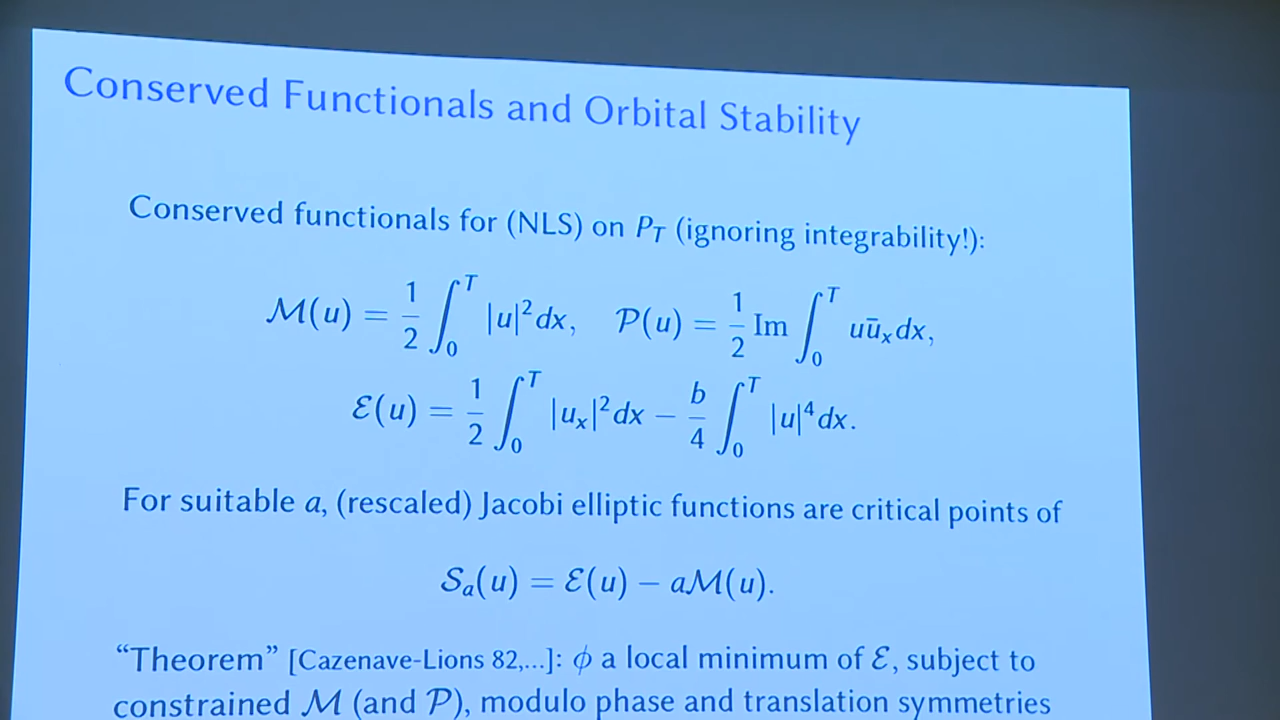 Conserved Functionals and Orbital Stability
Conserved functionals for (NLS) on P_T (ignoring integrability!):
ℳ(u) = 1/2 ∫_0^T |u|² dx, 𝒫(u) = 1/2 Im ∫_0^T uū_x dx,
ℰ(u) = 1/2 ∫_0^T |u_x|² dx − b/4 ∫_0^T |u|⁴ dx.
For suitable a, (rescaled) Jacobi elliptic functions are critical points of
𝒮_a(u) = ℰ(u) − aℳ(u).
“Theorem” [Cazenave-Lions 82,...]: ϕ a local minimum of ℰ, subject to
constrained ℳ (and 𝒫), modulo phase and translation symmetries